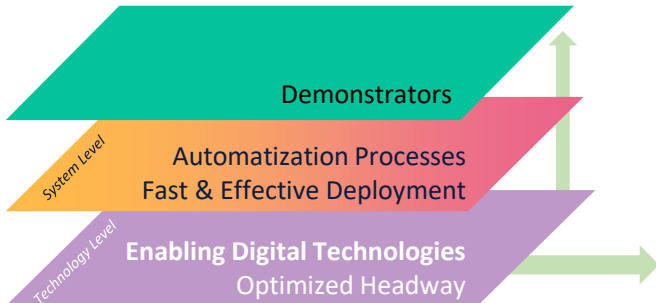 Demonstrators
System Level
Automatization Processes
Fast & Effective Deployment
Technology Level
Enabling Digital Technologies
Optimized Headway